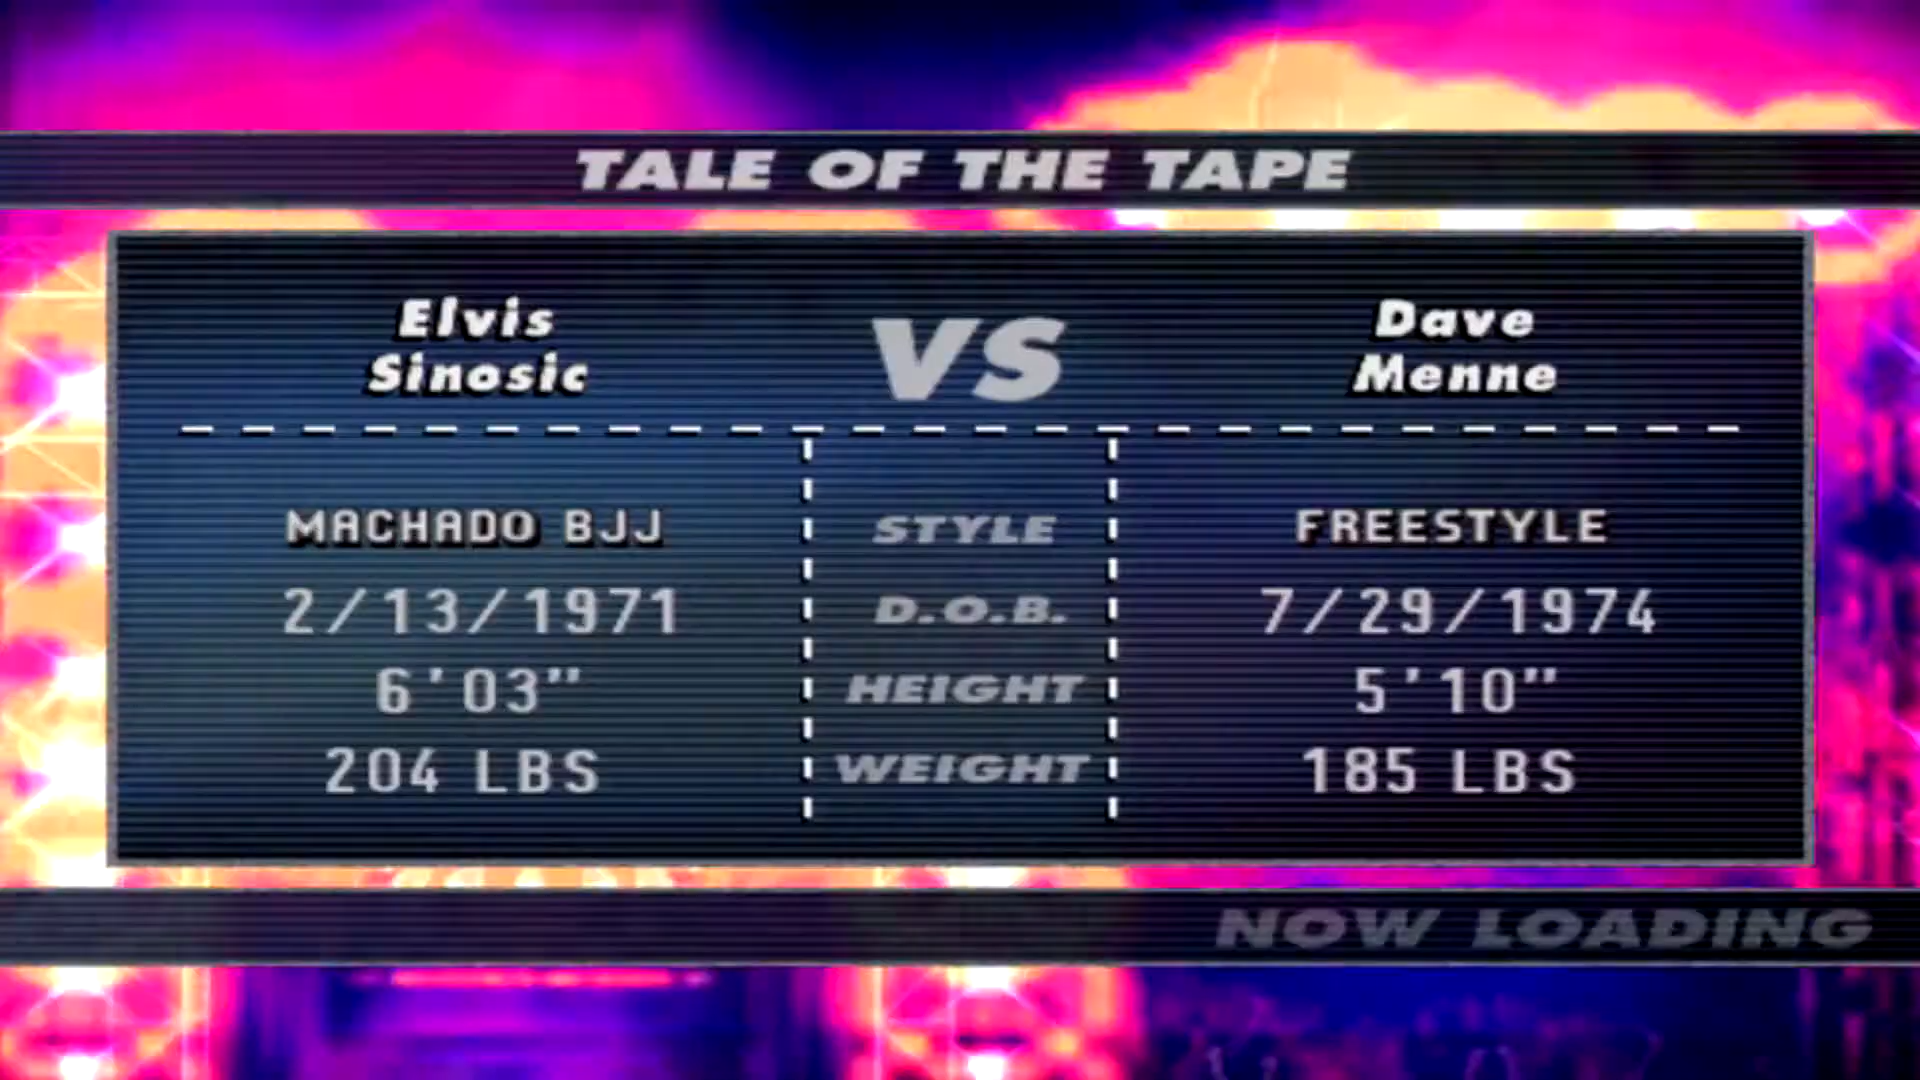 TALE OF THE TAPE
Elvis Sinosic VS Dave Menne
MACHADO BJJ STYLE FREESTYLE
2/13/1971 D.O.B. 7/29/1974
6'03" HEIGHT 5'10"
204 LBS WEIGHT 185 LBS
NOW LOADING